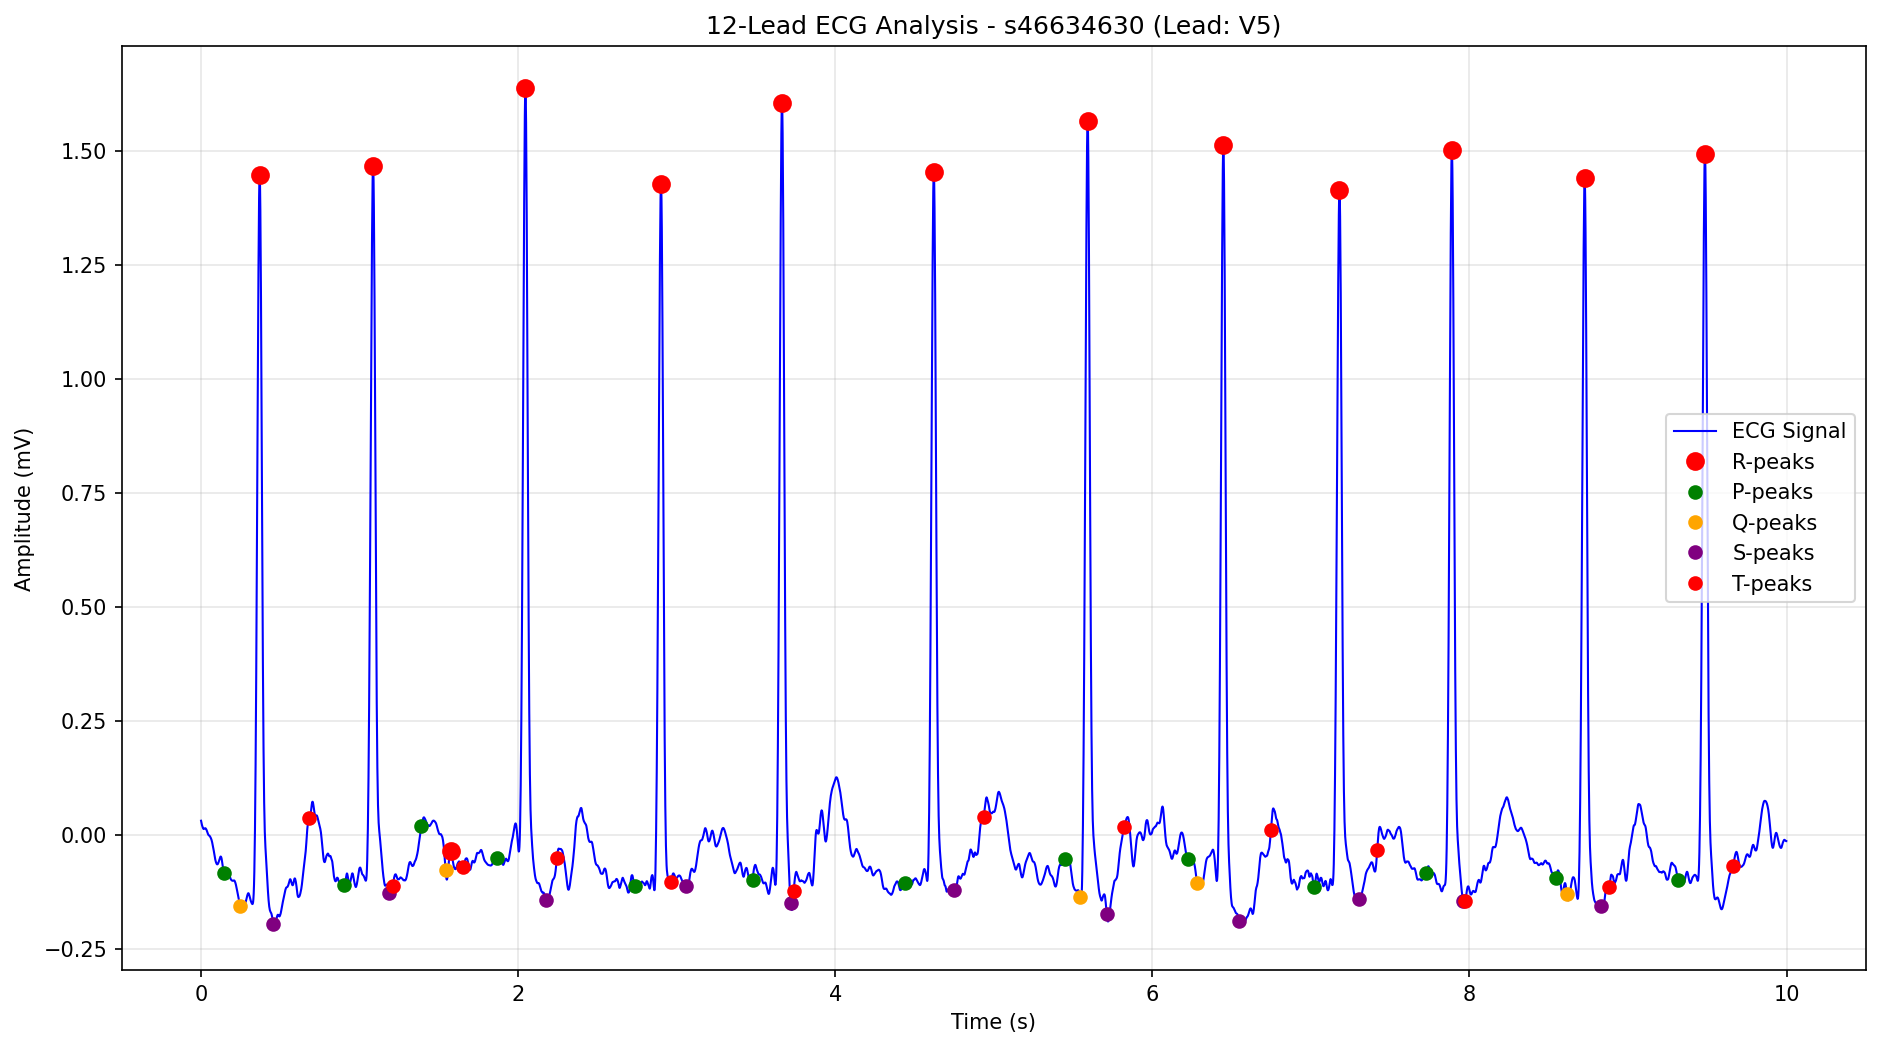 12-Lead ECG Analysis - s46634630 (Lead: V5)
Amplitude (mV)
1.50
1.25
1.00
0.75
0.50
0.25
0.00
−0.25
ECG Signal
R-peaks
P-peaks
Q-peaks
S-peaks
T-peaks
0 2 4 6 8 10
Time (s)